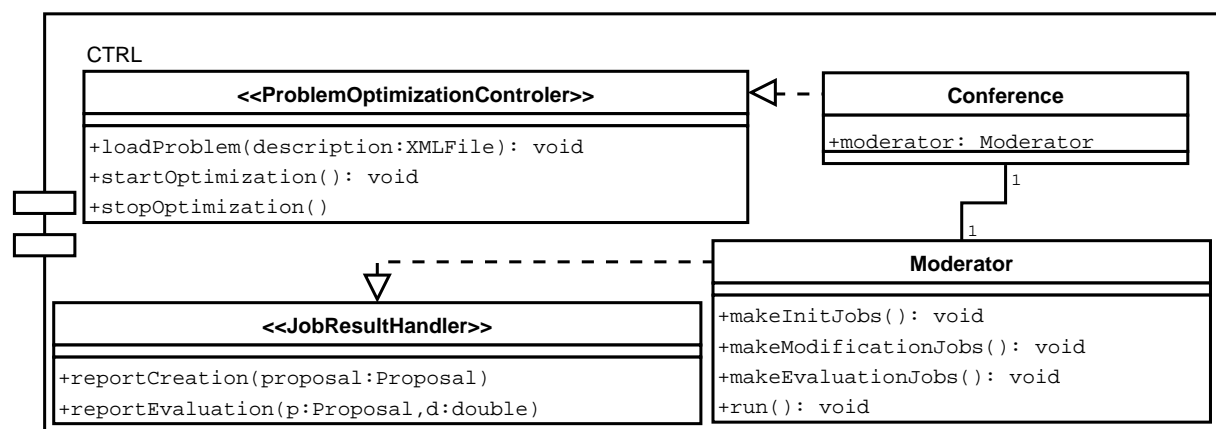 CTRL
<<ProblemOptimizationControler>>
+loadProblem(description:XMLFile): void
+startOptimization(): void
+stopOptimization()
Conference
+moderator: Moderator
1
1
Moderator
+makeInitJobs(): void
+makeModificationJobs(): void
+makeEvaluationJobs(): void
+run(): void
<<JobResultHandler>>
+reportCreation(proposal:Proposal)
+reportEvaluation(p:Proposal,d:double)